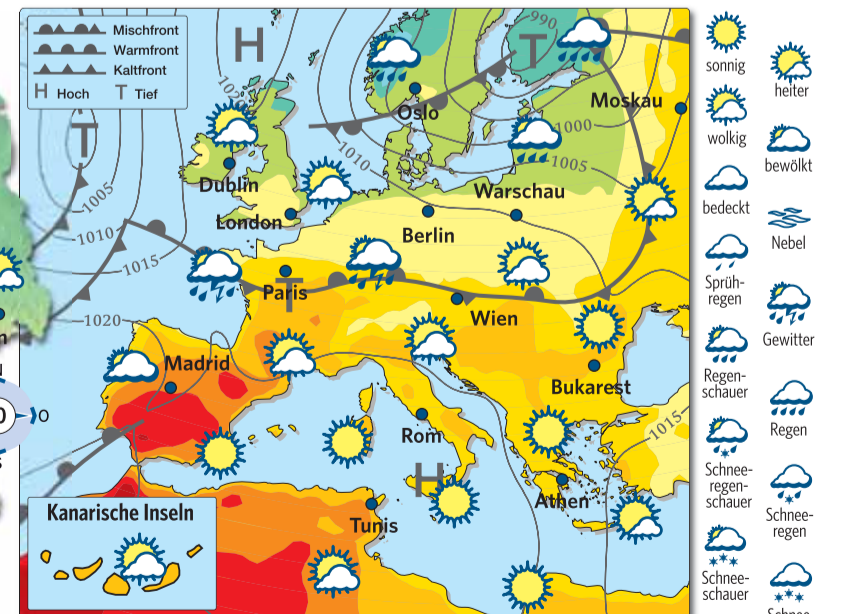 Mischfront
Warmfront
Kaltfront
H Hoch T Tief
H
T
T
990
1000
1005
1010
1005
1010
1015
1020
1015
Oslo
Moskau
Dublin
London
Warschau
Berlin
Paris
T
Wien
Madrid
Bukarest
Rom
H
Athen
Tunis
Kanarische Inseln
O
sonnig
heiter
wolkig
bewölkt
bedeckt
Nebel
Sprüh-
regen
Gewitter
Regen-
schauer
Regen
Schnee-
regen-
schauer
Schnee-
regen
Schnee-
schauer